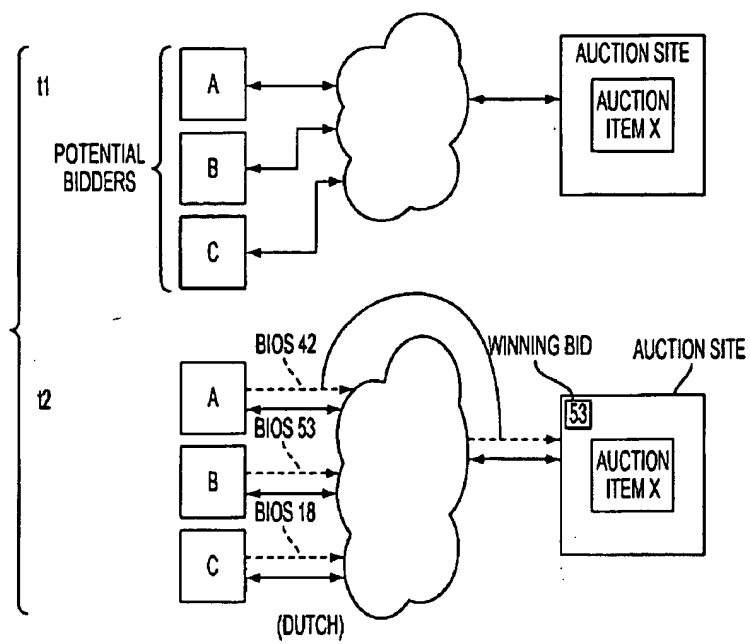 t1
POTENTIAL
BIDDERS
A
B
C
AUCTION SITE
AUCTION
ITEM X
t2
BIOS 42
A
BIOS 53
B
BIOS 18
C
(DUTCH)
WINNING BID
AUCTION SITE
53
AUCTION
ITEM X